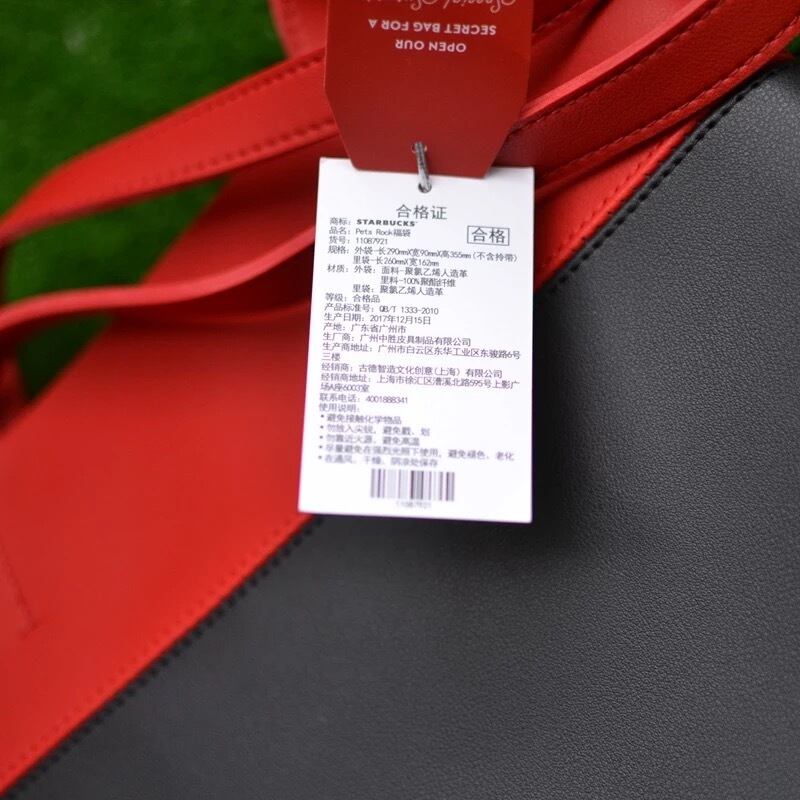 OPEN OUR
SECRET BAG FOR A
合格证
商标: STARBUCKS
品名: Pets Rock福袋
合格
货号: 11087921
规格: 外袋-长290mmX宽90mmX高355mm(不含拎带)
里袋-长260mmX宽162mm
材质: 外袋: 面料-聚氯乙烯人造革
里料-100%聚酯纤维
里袋: 聚氯乙烯人造革
等级: 合格品
产品标准号: QB/T 1333-2010
生产日期: 2017年12月15日
产地: 广东省广州市
生产厂商: 广州中胜皮具制品有限公司
生产商地址: 广州市白云区东华工业区东骏路6号
三楼
经销商: 古德智造文化创意(上海)有限公司
经销商地址: 上海市徐汇区漕溪北路595号上影广
场A座6003室
联系电话: 4001888341
使用说明:
*避免接触化学物品
*勿放入尖锐, 避免戳、划
*勿靠近火源、避免高温
*尽量避免在强烈光照下使用, 避免褪色、老化
*在通风、干燥、阴凉处保存
11087921